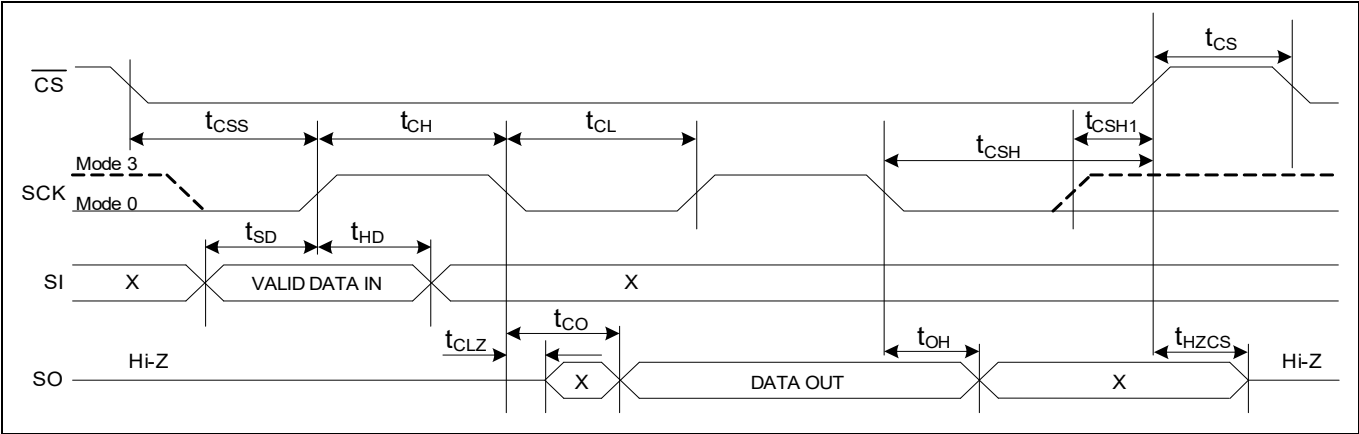 tCS
CS
tCSS tCH tCL tCSH1
tCSH
Mode 3
SCK
Mode 0
tSD tHD
SI X VALID DATA IN X
tCO
tCLZ tOH tHZCS
Hi-Z Hi-Z
SO X DATA OUT X